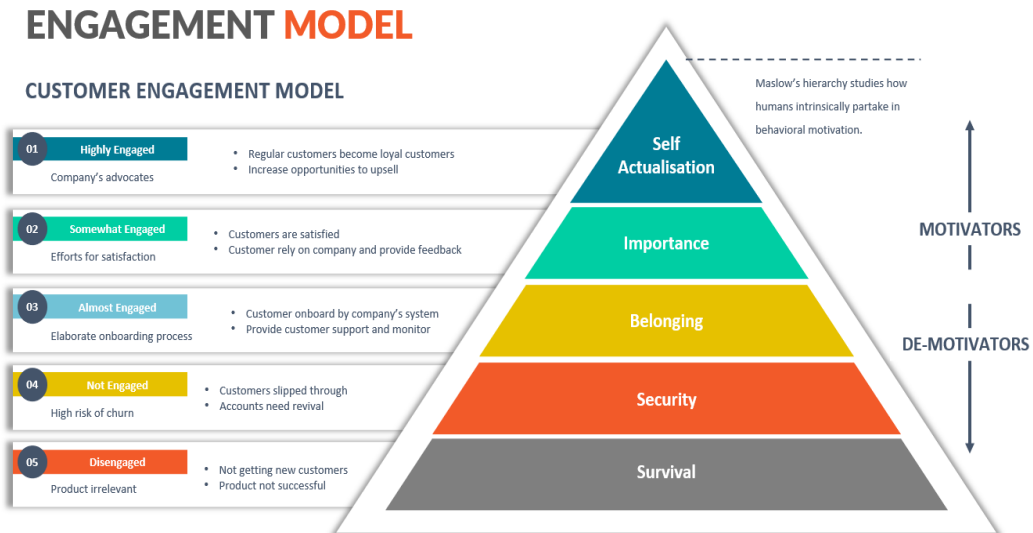 ENGAGEMENT MODEL
CUSTOMER ENGAGEMENT MODEL
01
Highly Engaged
Company's advocates
• Regular customers become loyal customers
• Increase opportunities to upsell
02
Somewhat Engaged
Efforts for satisfaction
• Customers are satisfied
• Customer rely on company and provide feedback
03
Almost Engaged
Elaborate onboarding process
• Customer onboard by company's system
• Provide customer support and monitor
04
Not Engaged
High risk of churn
• Customers slipped through
• Accounts need revival
05
Disengaged
Product irrelevant
• Not getting new customers
• Product not successful
Self
Actualisation
Importance
Belonging
Security
Survival
Maslow's hierarchy studies how
humans intrinsically partake in
behavioral motivation.
MOTIVATORS
DE-MOTIVATORS